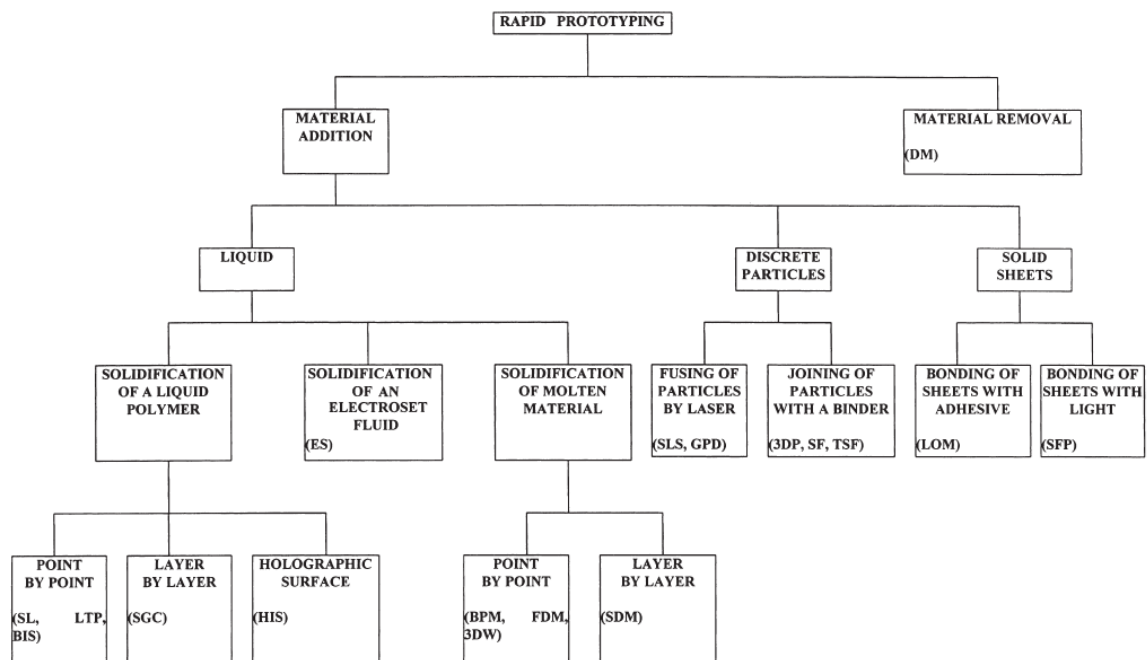 RAPID PROTOTYPING
MATERIAL
ADDITION
MATERIAL REMOVAL
(DM)
LIQUID
DISCRETE
PARTICLES
SOLID
SHEETS
SOLIDIFICATION
OF A LIQUID
POLYMER
SOLIDIFICATION
OF AN
ELECTROSET
FLUID
(ES)
SOLIDIFICATION
OF MOLTEN
MATERIAL
FUSING OF
PARTICLES
BY LASER
(SLS, GPD)
JOINING OF
PARTICLES
WITH A BINDER
(3DP, SF, TSF)
BONDING OF
SHEETS WITH
ADHESIVE
(LOM)
BONDING OF
SHEETS WITH
LIGHT
(SFP)
POINT
BY POINT
(SL, LTP,
BIS)
LAYER
BY LAYER
(SGC)
HOLOGRAPHIC
SURFACE
(HIS)
POINT
BY POINT
(BPM, FDM,
3DW)
LAYER
BY LAYER
(SDM)